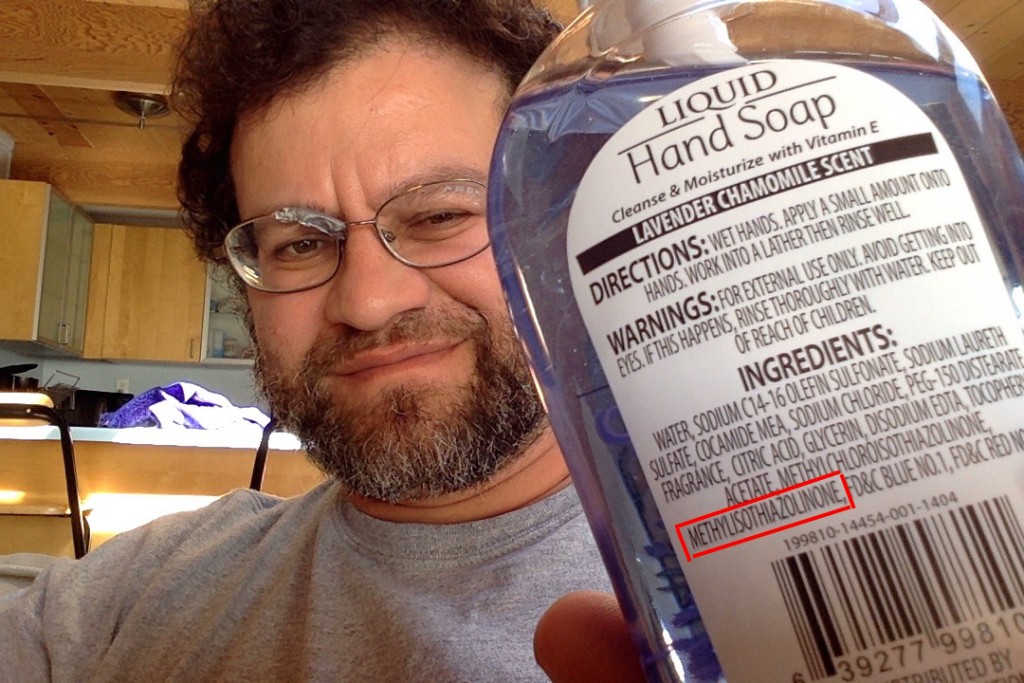 LIQUID
Hand Soap
Cleanse & Moisturize with Vitamin E
LAVENDER CHAMOMILE SCENT
DIRECTIONS: WET HANDS. APPLY A SMALL AMOUNT ONTO
HANDS. WORK INTO A LATHER THEN RINSE WELL.
WARNINGS: FOR EXTERNAL USE ONLY. AVOID GETTING INTO
EYES. IF THIS HAPPENS, RINSE THOROUGHLY WITH WATER. KEEP OUT
OF REACH OF CHILDREN.
INGREDIENTS:
WATER, SODIUM C14-16 OLEFIN SULFONATE, SODIUM LAURETH
SULFATE, COCAMIDE MEA, SODIUM CHLORIDE, PEG-150 DISTEARATE
FRAGRANCE, CITRIC ACID, GLYCERIN, DISODIUM EDTA, TOCOPHER
ACETATE, METHYLCHLOROISOTHIAZOLINONE,
METHYLISOTHIAZOLINONE, FD&C BLUE NO.1, FD&C RED NO
199810-14454-001-1404
6 39277 99810
DISTRIBUTED BY